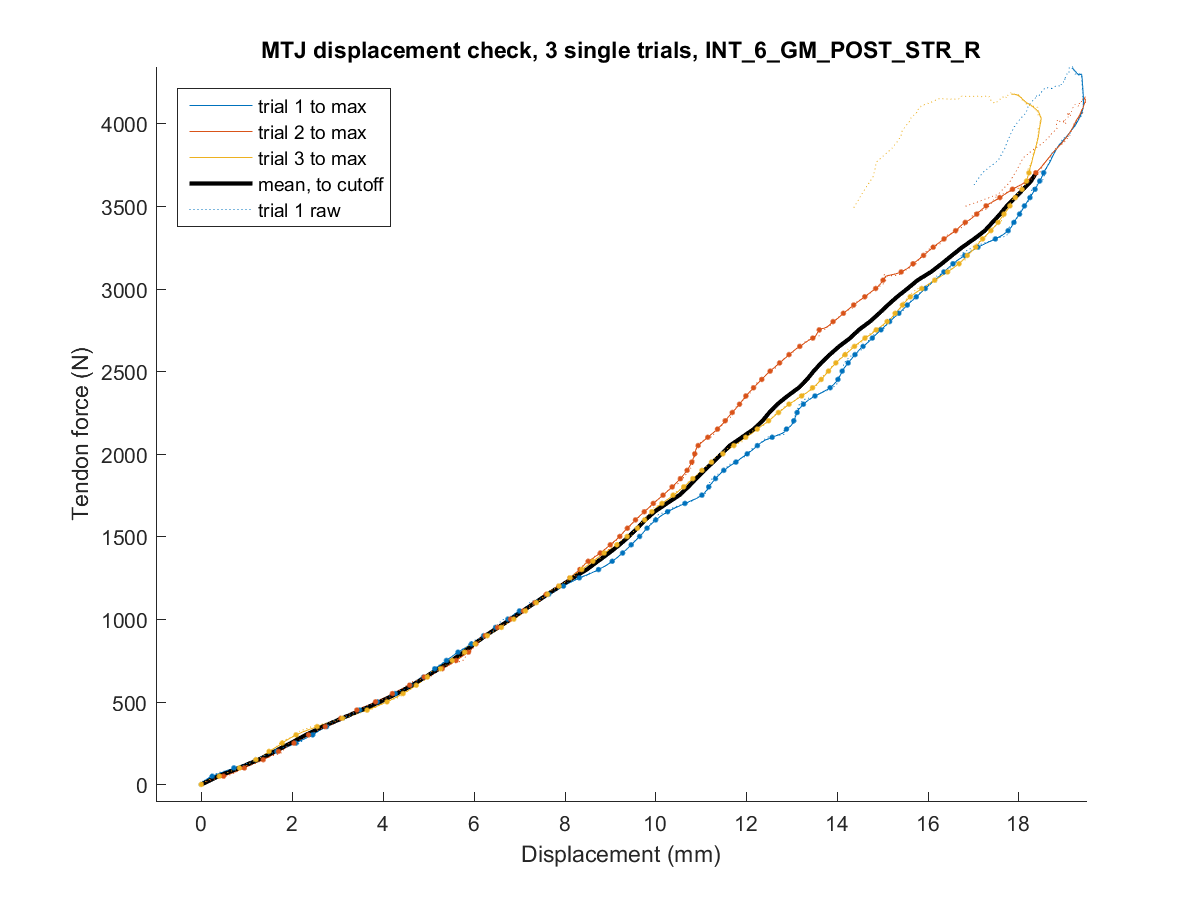 MTJ displacement check, 3 single trials, INT_6_GM_POST_STR_R
trial 1 to max
trial 2 to max
trial 3 to max
mean, to cutoff
trial 1 raw
4000
3500
3000
2500
2000
1500
1000
500
0
Tendon force (N)
0 2 4 6 8 10 12 14 16 18
Displacement (mm)